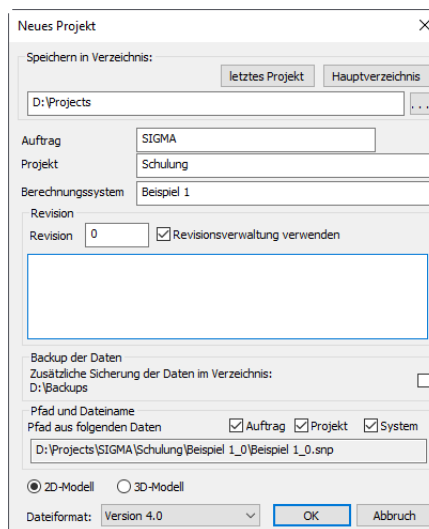 Neues Projekt
Speichern in Verzeichnis:
letztes Projekt Hauptverzeichnis
D:\Projects ...
Auftrag SIGMA
Projekt Schulung
Berechnungssystem Beispiel 1
Revision
Revision 0 Revisionsverwaltung verwenden
Backup der Daten
Zusätzliche Sicherung der Daten im Verzeichnis:
D:\Backups
Pfad und Dateiname
Pfad aus folgenden Daten Auftrag Projekt System
D:\Projects\SIGMA\Schulung\Beispiel 1_0\Beispiel 1_0.snp
2D-Modell 3D-Modell
Dateiformat: Version 4.0 OK Abbruch